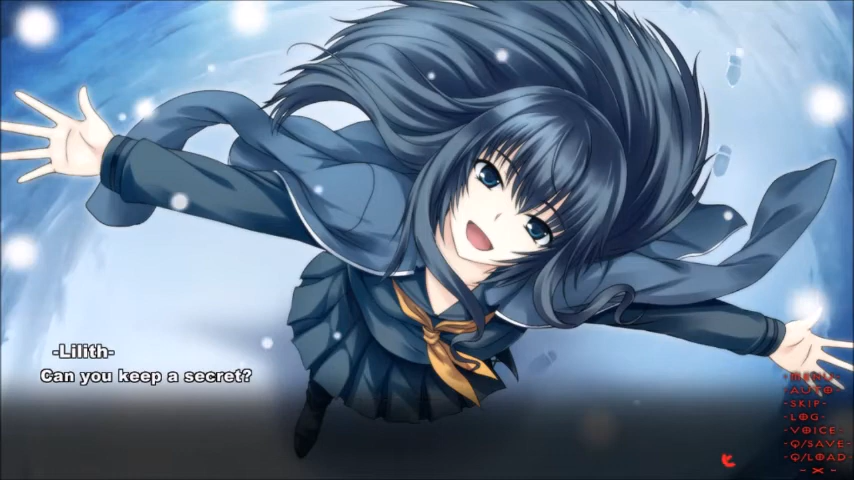 -Lilith-
Can you keep a secret?
-MENU-
-AUTO-
-SKIP-
-LOG-
-VOICE-
-Q/SAVE-
-Q/LOAD-
- X -